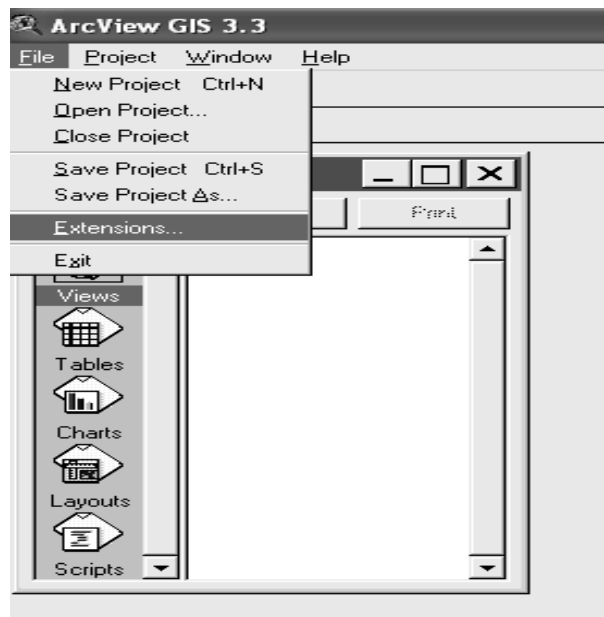 ArcView GIS 3.3
File Project Window Help
New Project Ctrl+N
Open Project...
Close Project
Save Project Ctrl+S
Save Project As...
Print
Extensions...
Exit
Views
Tables
Charts
Layouts
Scripts